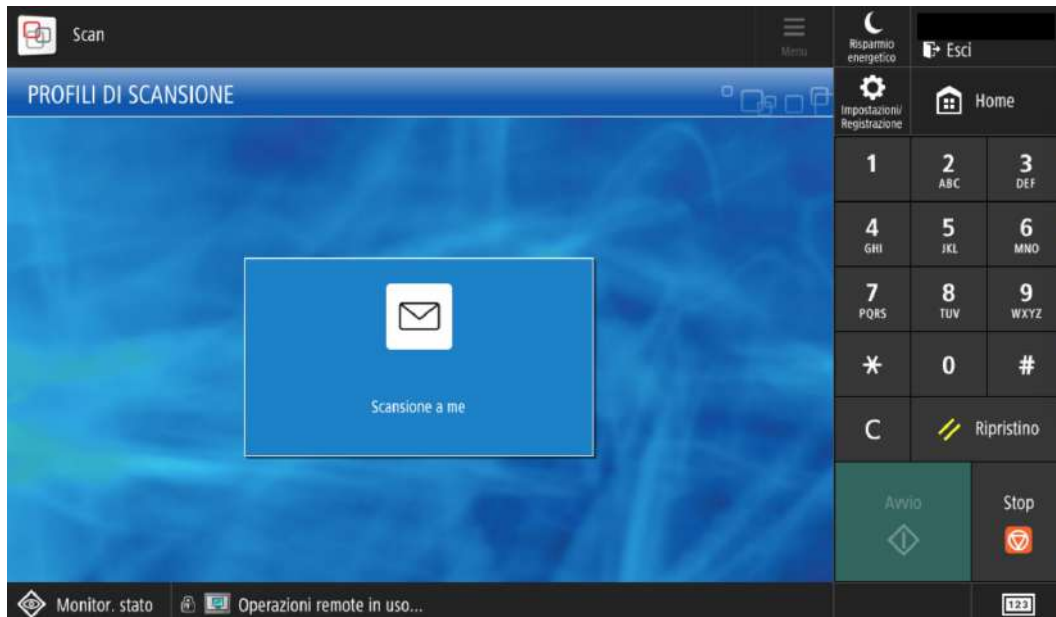 Scan
Menu
Risparmio
energetico
Esci
PROFILI DI SCANSIONE
Impostazioni/
Registrazione
Home
1
2
ABC
3
DEF
4
GHI
5
JKL
6
MNO
7
PQRS
8
TUV
9
WXYZ
*
0
#
C
Ripristino
Scansione a me
Avvio
Stop
Monitor. stato
Operazioni remote in uso...
123